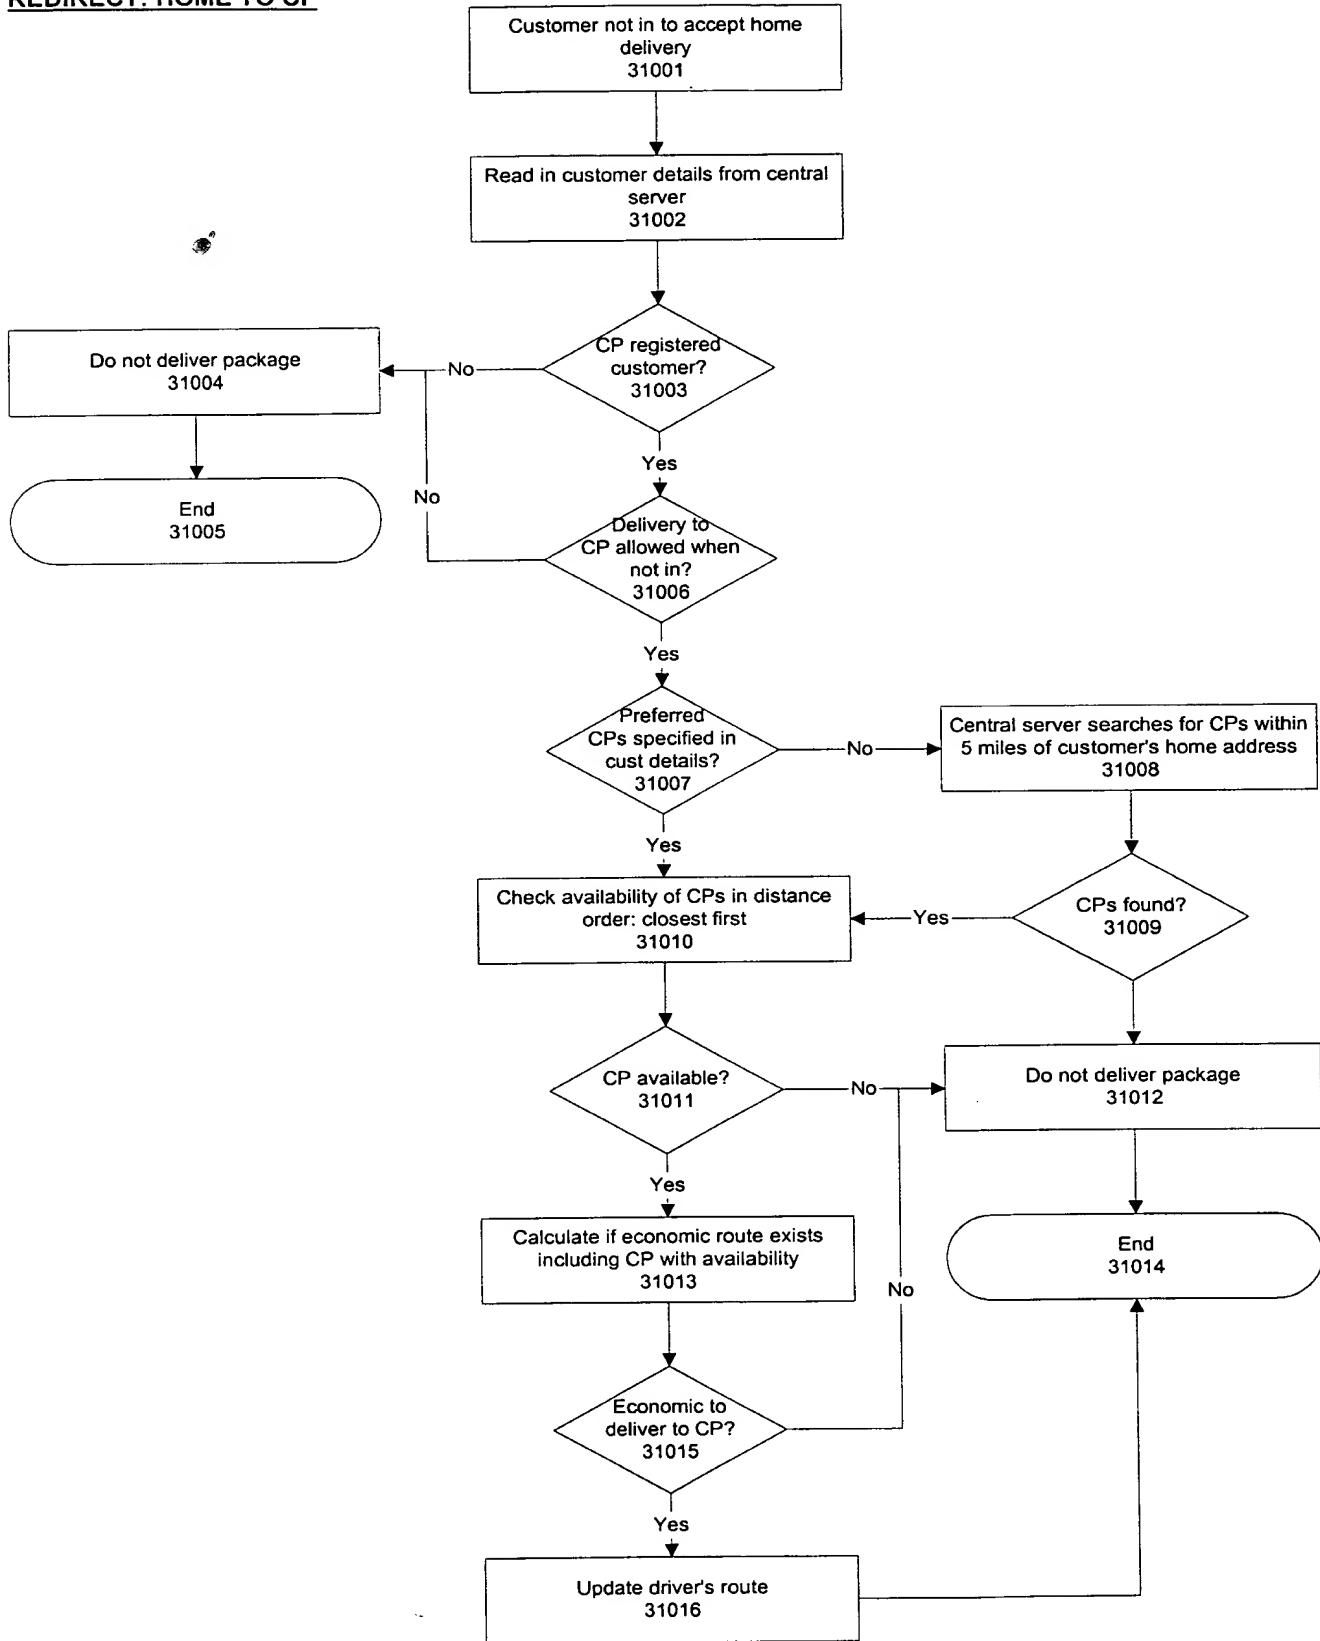 REDIRECT: HOME TO CP
Customer not in to accept home
delivery
31001
Read in customer details from central
server
31002
CP registered
customer?
31003
No
Do not deliver package
31004
End
31005
Yes
No
Delivery to
CP allowed when
not in?
31006
Yes
Preferred
CPs specified in
cust details?
31007
No
Central server searches for CPs within
5 miles of customer's home address
31008
Yes
Check availability of CPs in distance
order: closest first
31010
Yes
CPs found?
31009
CP available?
31011
No
Do not deliver package
31012
Yes
Calculate if economic route exists
including CP with availability
31013
No
End
31014
Economic to
deliver to CP?
31015
Yes
Update driver's route
31016